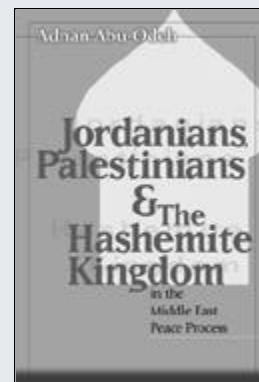 Adnan Abu-Odeh
Jordanians,
Palestinians
& The
Hashemite
Kingdom
in the
Middle East
Peace Process